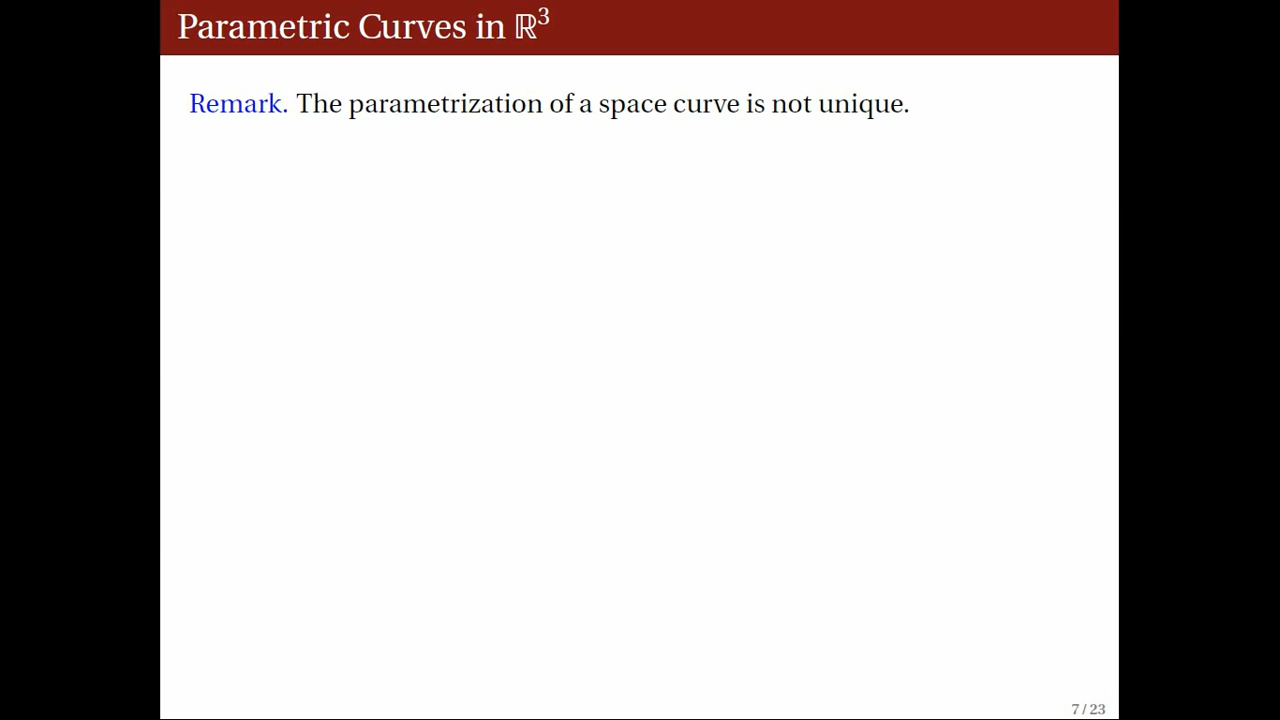 Parametric Curves in ℝ³
Remark. The parametrization of a space curve is not unique.
7 / 23